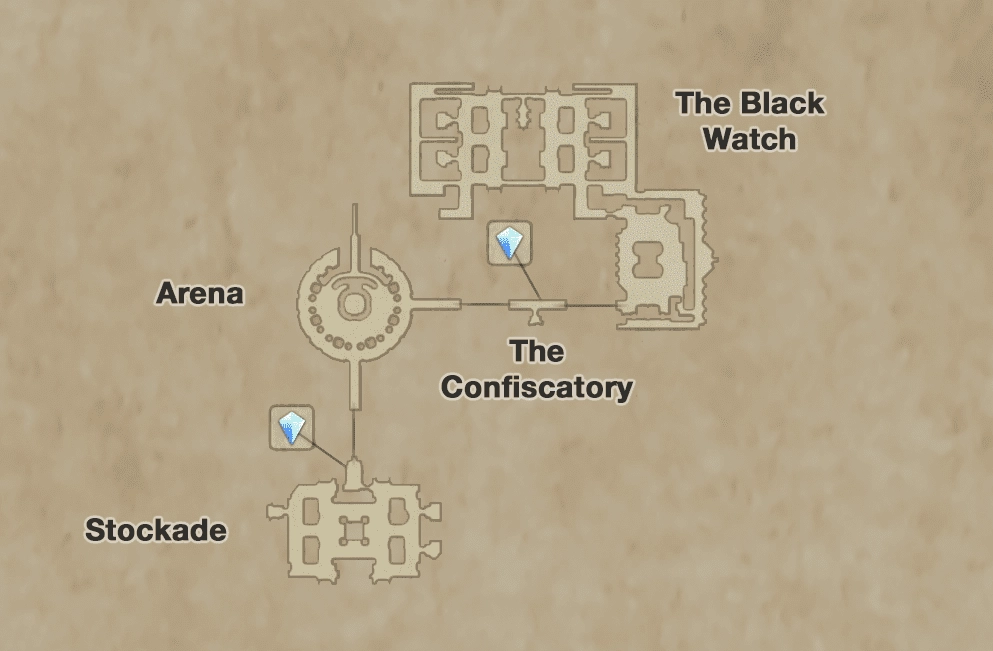 The Black
Watch
Arena
The
Confiscatory
Stockade